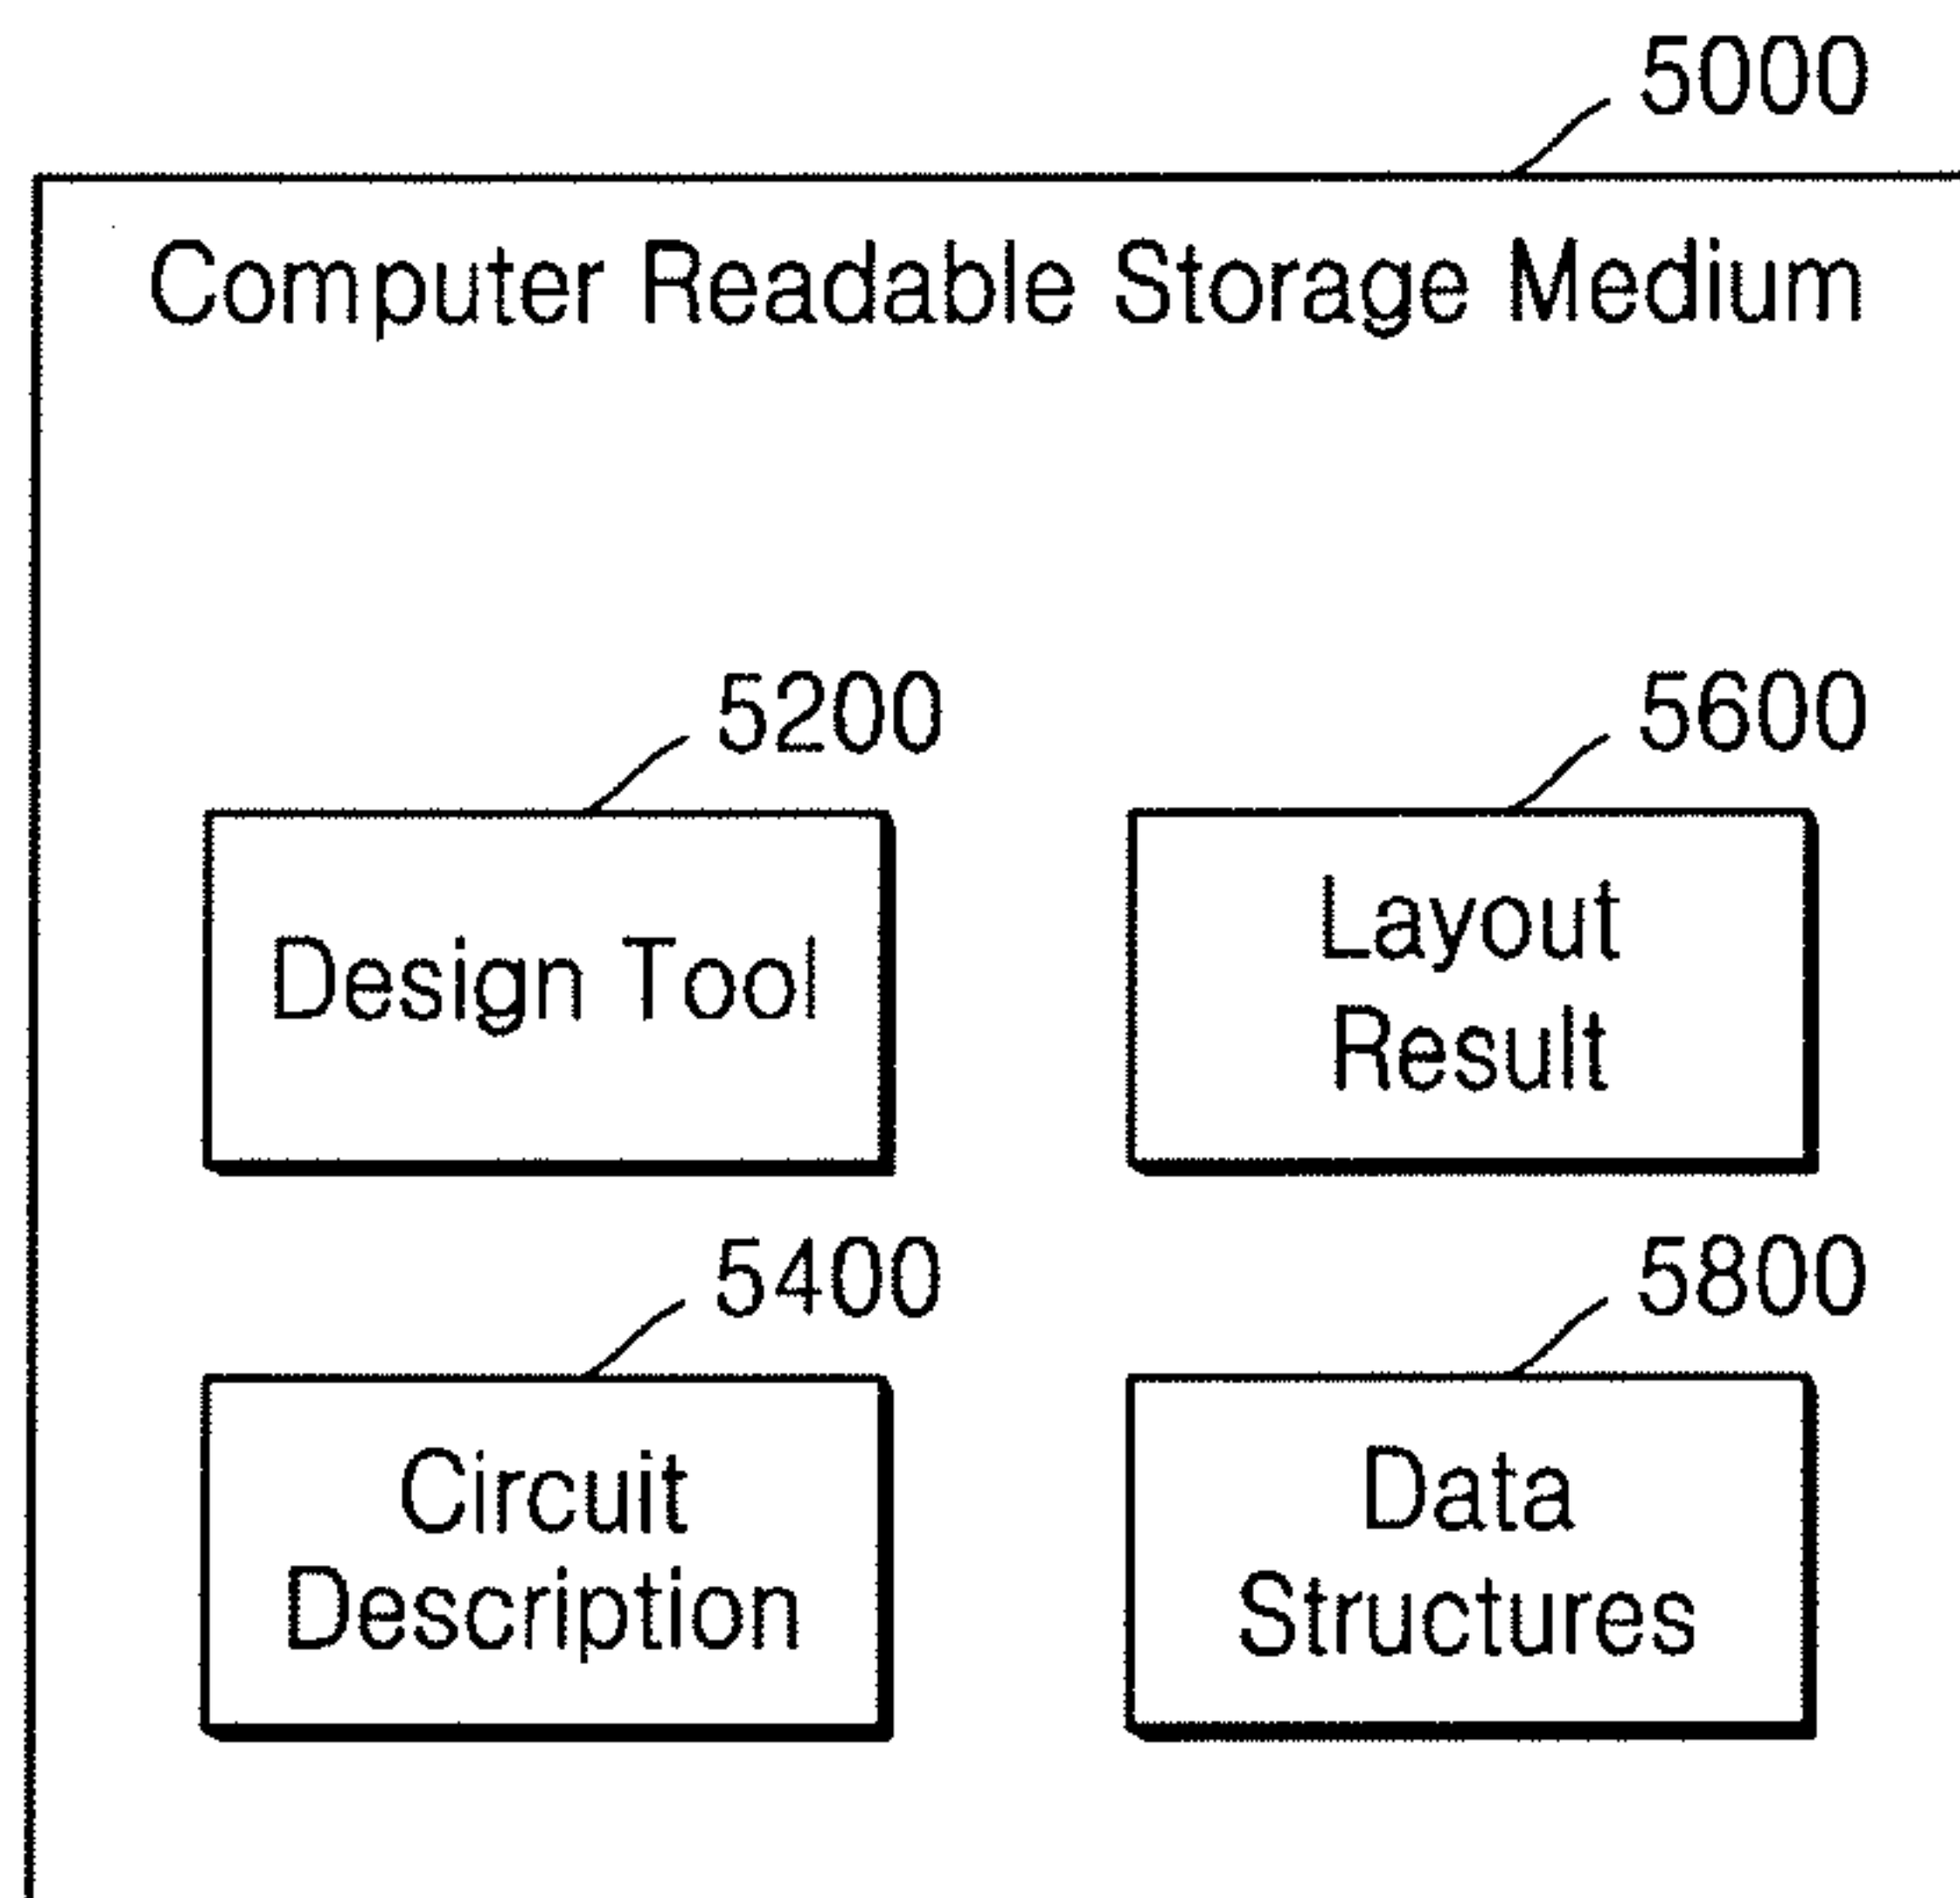 5000
Computer Readable Storage Medium
5200
5600
Design Tool
Layout
Result
5400
5800
Circuit
Description
Data
Structures